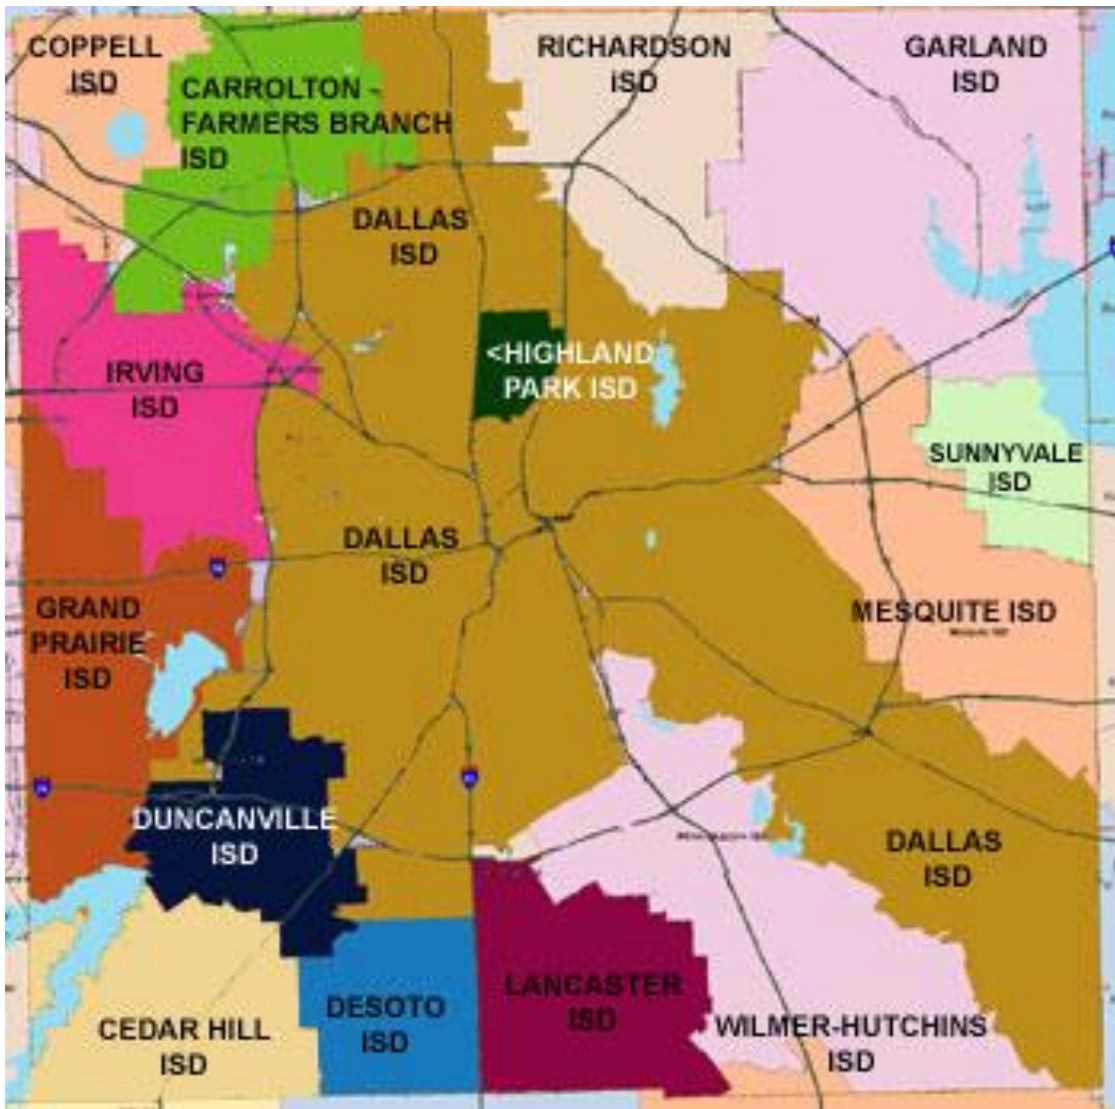 COPPELL
ISD
CARROLTON -
FARMERS BRANCH
ISD
RICHARDSON
ISD
GARLAND
ISD
DALLAS
ISD
<HIGHLAND
PARK ISD
IRVING
ISD
SUNNYVALE
ISD
DALLAS
ISD
GRAND
PRAIRIE
ISD
MESQUITE ISD
DUNCANVILLE
ISD
DALLAS
ISD
LANCASTER
ISD
DESOTO
ISD
WILMER-HUTCHINS
ISD
CEDAR HILL
ISD